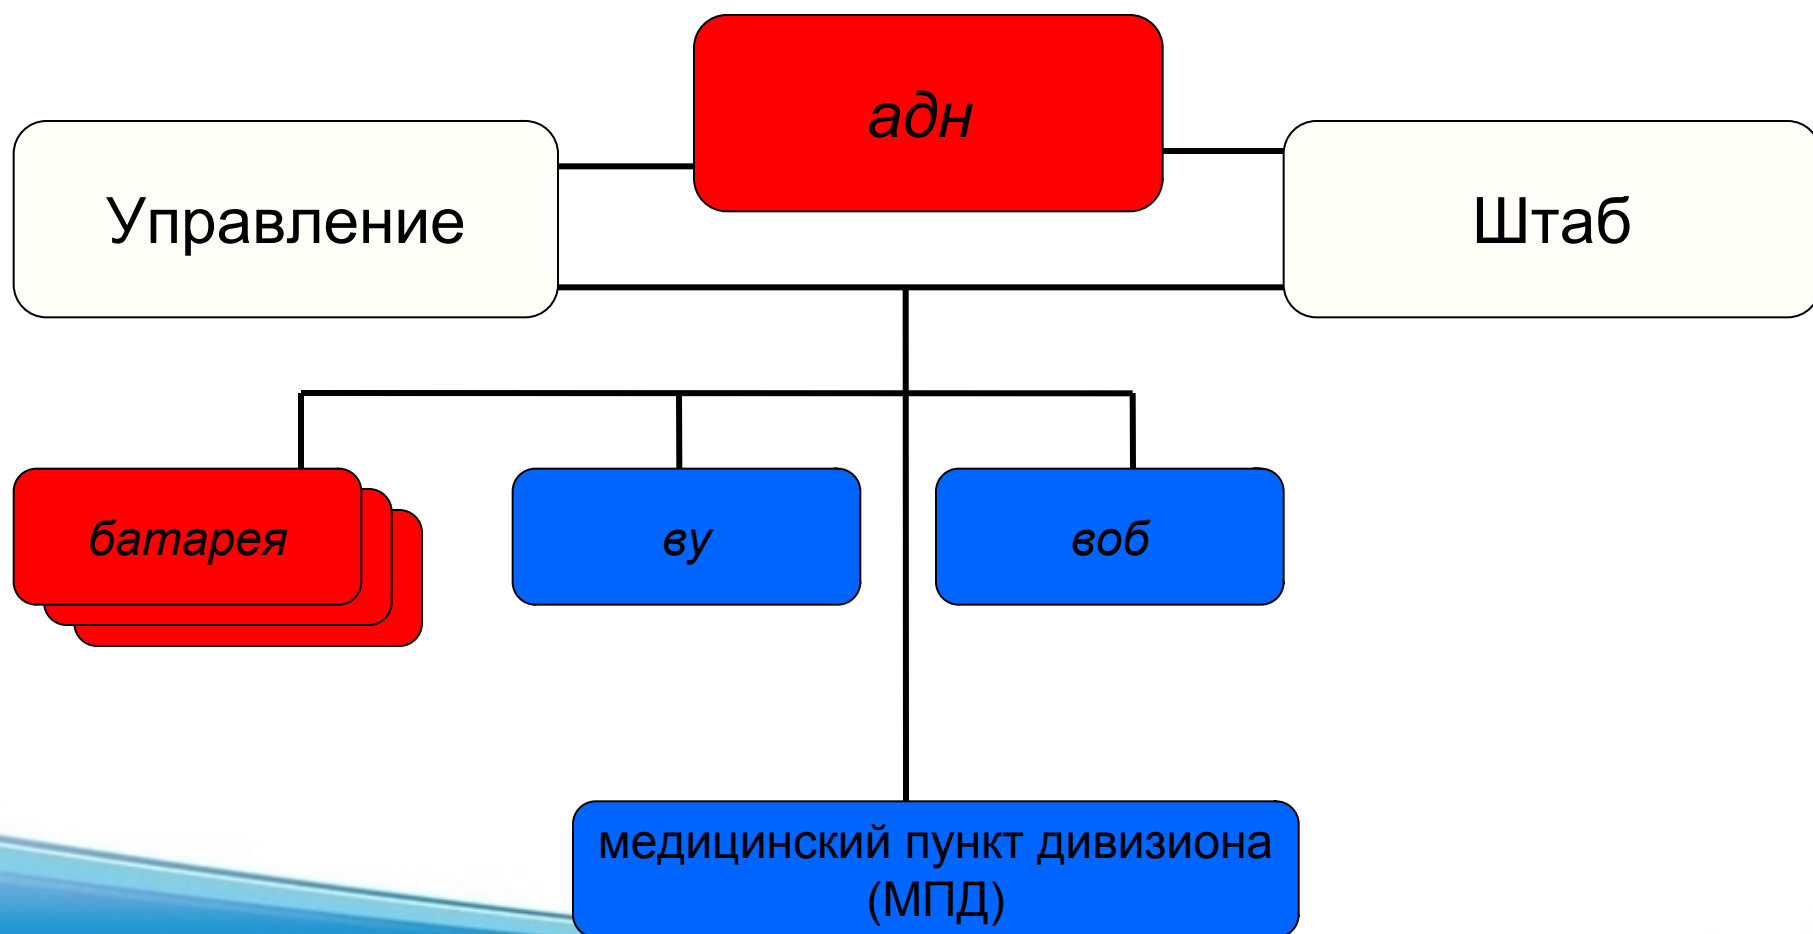 адн
Управление
Штаб
батарея
ву
воб
медицинский пункт дивизиона
(МПД)